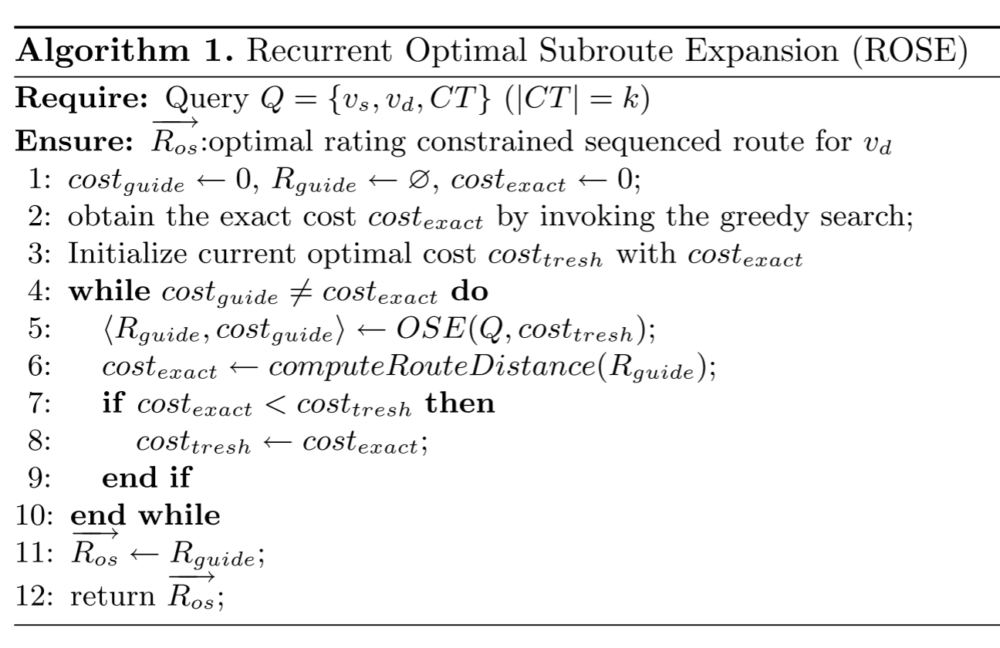 Algorithm 1. Recurrent Optimal Subroute Expansion (ROSE)
Require: Query $Q = \{v_s, v_d, CT\}$ $(|CT| = k)$
Ensure: $\overrightarrow{R_{os}}$:optimal rating constrained sequenced route for $v_d$
1: $cost_{guide} \leftarrow 0$, $R_{guide} \leftarrow \varnothing$, $cost_{exact} \leftarrow 0$;
2: obtain the exact cost $cost_{exact}$ by invoking the greedy search;
3: Initialize current optimal cost $cost_{tresh}$ with $cost_{exact}$
4: while $cost_{guide} \neq cost_{exact}$ do
5: $\langle R_{guide}, cost_{guide} \rangle \leftarrow OSE(Q, cost_{tresh})$;
6: $cost_{exact} \leftarrow computeRouteDistance(R_{guide})$;
7: if $cost_{exact} < cost_{tresh}$ then
8: $cost_{tresh} \leftarrow cost_{exact}$;
9: end if
10: end while
11: $\overrightarrow{R_{os}} \leftarrow R_{guide}$;
12: return $\overrightarrow{R_{os}}$;